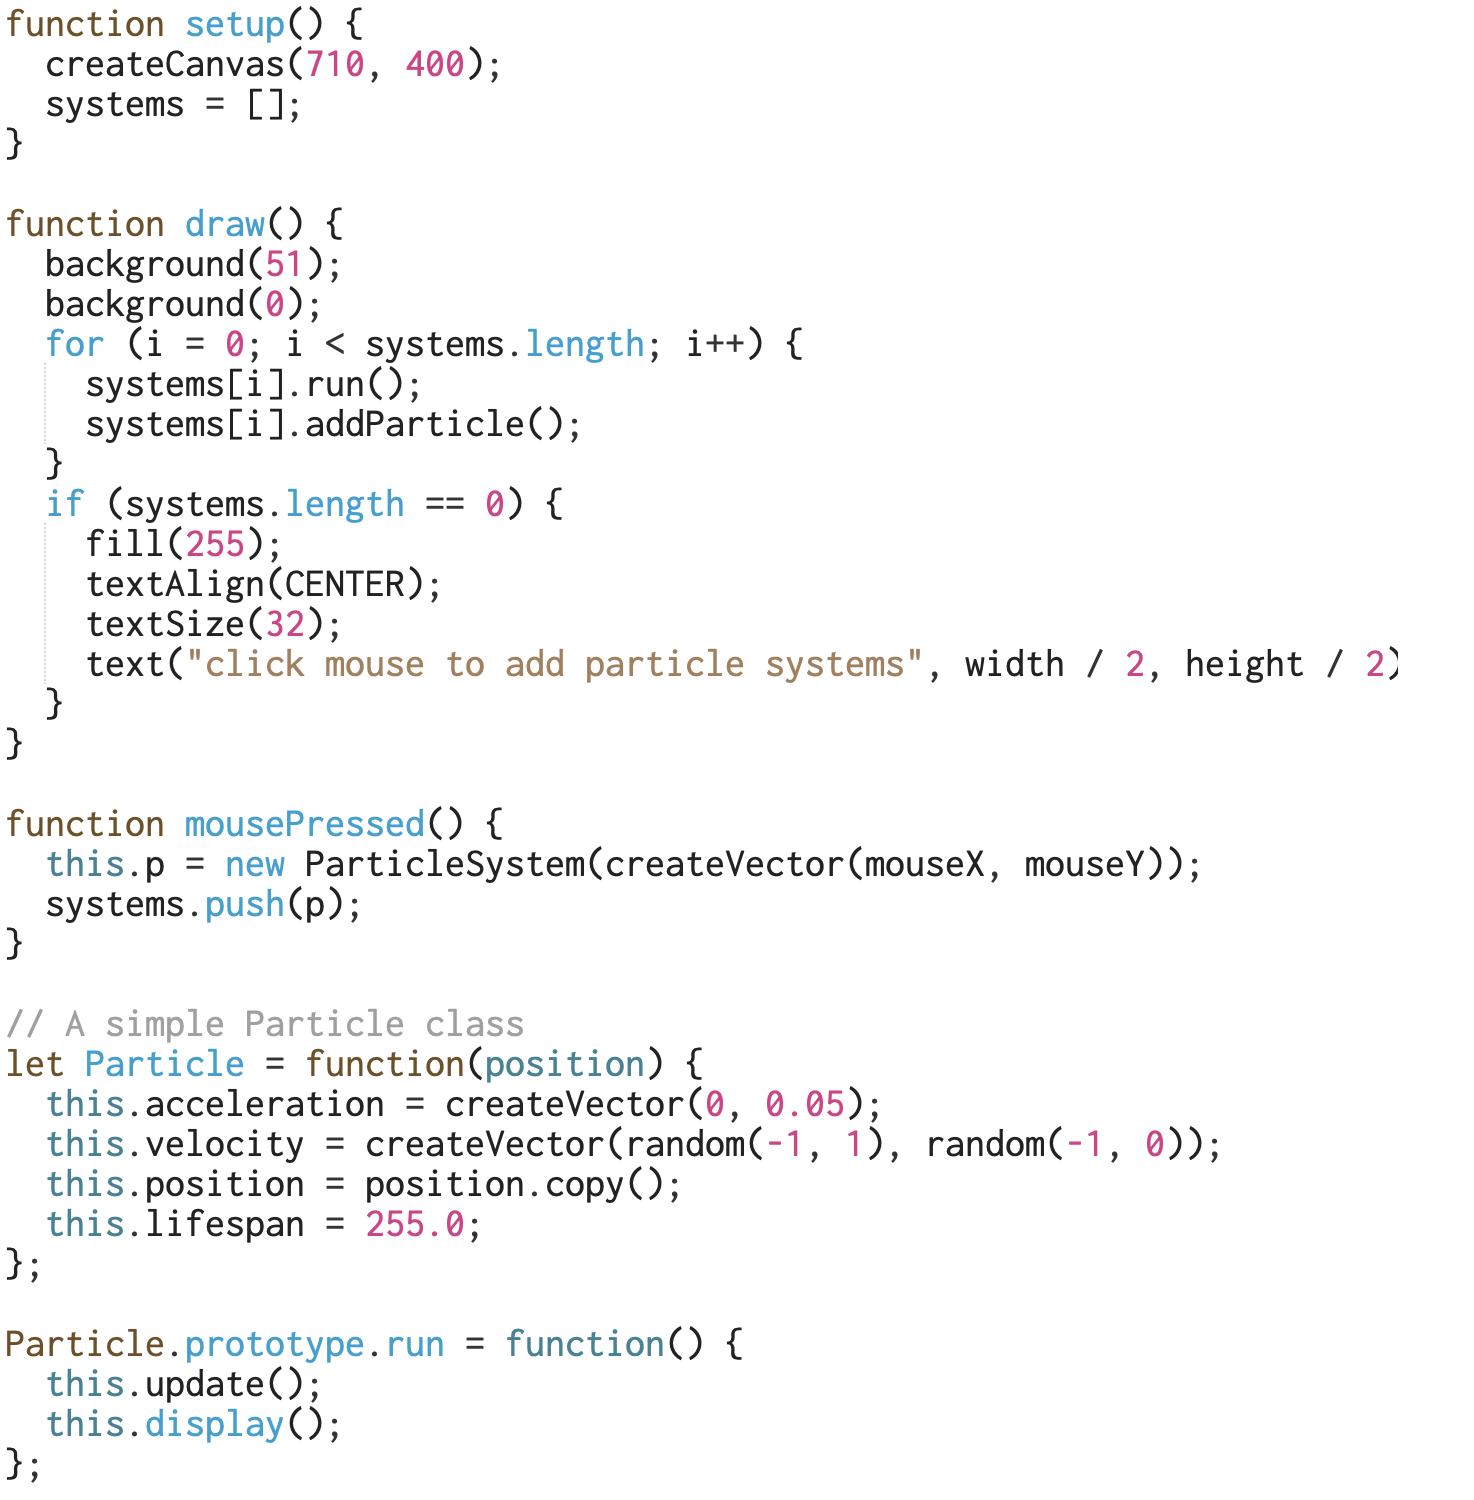 function setup() {
  createCanvas(710, 400);
  systems = [];
}

function draw() {
  background(51);
  background(0);
  for (i = 0; i < systems.length; i++) {
    systems[i].run();
    systems[i].addParticle();
  }
  if (systems.length == 0) {
    fill(255);
    textAlign(CENTER);
    textSize(32);
    text("click mouse to add particle systems", width / 2, height / 2)
  }
}

function mousePressed() {
  this.p = new ParticleSystem(createVector(mouseX, mouseY));
  systems.push(p);
}

// A simple Particle class
let Particle = function(position) {
  this.acceleration = createVector(0, 0.05);
  this.velocity = createVector(random(-1, 1), random(-1, 0));
  this.position = position.copy();
  this.lifespan = 255.0;
};

Particle.prototype.run = function() {
  this.update();
  this.display();
};